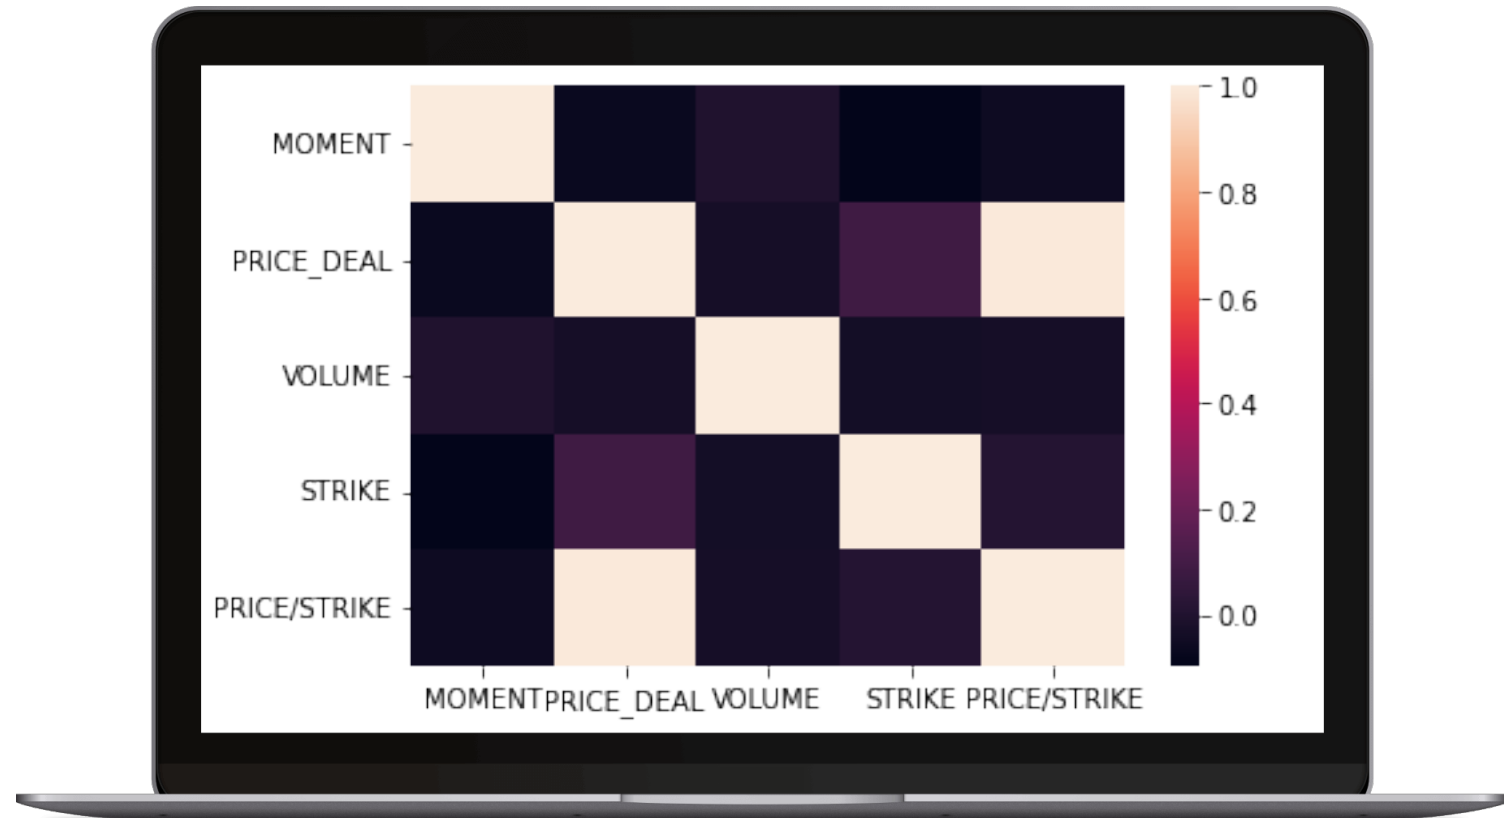 MOMENT
PRICE_DEAL
VOLUME
STRIKE
PRICE/STRIKE
MOMENT PRICE_DEAL VOLUME STRIKE PRICE/STRIKE
1.0
0.8
0.6
0.4
0.2
0.0